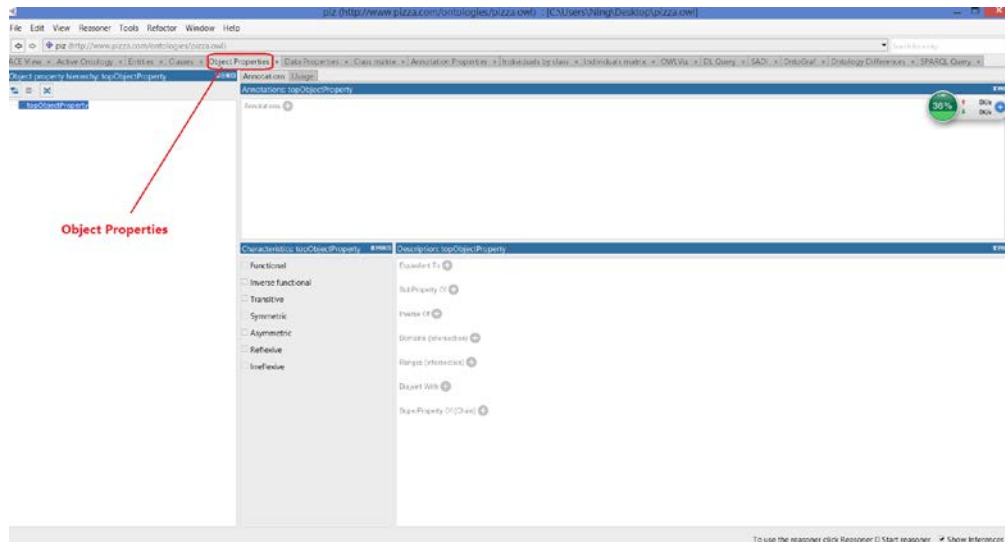 piz (http://www.pizza.com/ontologies/pizza.owl) : [C:\Users\Ning\Desktop\pizza.owl]
File Edit View Reasoner Tools Refactor Window Help
piz (http://www.pizza.com/ontologies/pizza.owl)
Search for entity
ACE View Active Ontology Entities Classes Object Properties Data Properties Class matrix Annotation Properties Individuals by class Individuals matrix OWLViz DL Query SADI OntoGraf Ontology Differences SPARQL Query
Object property hierarchy: topObjectProperty
Annotations Usage
Annotations: topObjectProperty
topObjectProperty
Annotations
36%
0K/s
0K/s
Object Properties
Characteristics: topObjectProperty
Description: topObjectProperty
Functional
Equivalent To
Inverse functional
SubProperty Of
Transitive
Symmetric
Inverse Of
Asymmetric
Domains (intersection)
Reflexive
Ranges (intersection)
Irreflexive
Disjoint With
SuperProperty Of (Chain)
To use the reasoner click Reasoner Start reasoner Show Inferences